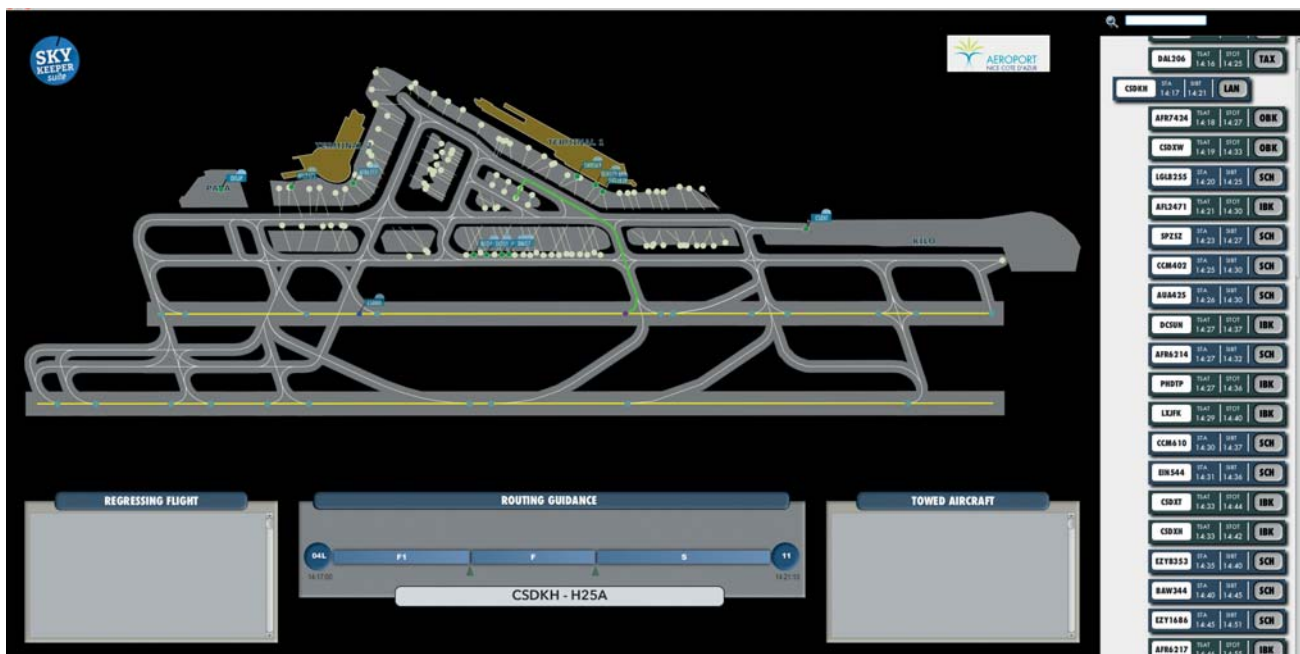 SKY
KEEPER
suite
AEROPORT
NICE COTE D'AZUR
TERMINAL 1
PAPA
KILO
REGRESSING FLIGHT
ROUTING GUIDANCE
TOWED AIRCRAFT
04L F1 F S 11
14:17:00
CSDKH - H25A
DAL206 TSAT 14:16 STOT 14:25 TAX
CSDKH STA 14:17 SIBT 14:21 LAN
AFR7424 TSAT 14:18 STOT 14:27 OBK
CSDXW TSAT 14:19 STOT 14:33 OBK
LGL8255 STA 14:20 SIBT 14:25 SCH
AFL2471 TSAT 14:21 STOT 14:30 IBK
SPZSZ STA 14:23 SIBT 14:27 SCH
CCM402 STA 14:25 SIBT 14:30 SCH
AUA425 STA 14:26 SIBT 14:30 SCH
DCSUN TSAT 14:27 STOT 14:37 IBK
AFR6214 STA 14:27 SIBT 14:32 SCH
PHDTP TSAT 14:27 STOT 14:36 IBK
LXJFK TSAT 14:29 STOT 14:40 IBK
CCM610 STA 14:30 SIBT 14:37 SCH
EIN544 STA 14:31 SIBT 14:36 SCH
CSDXT TSAT 14:33 STOT 14:44 IBK
CSDXH TSAT 14:33 STOT 14:42 IBK
EZY8353 STA 14:35 SIBT 14:40 SCH
BAW344 STA 14:40 SIBT 14:45 SCH
EZY1686 STA 14:45 SIBT 14:51 SCH
AFR6217 TSAT STOT IBK